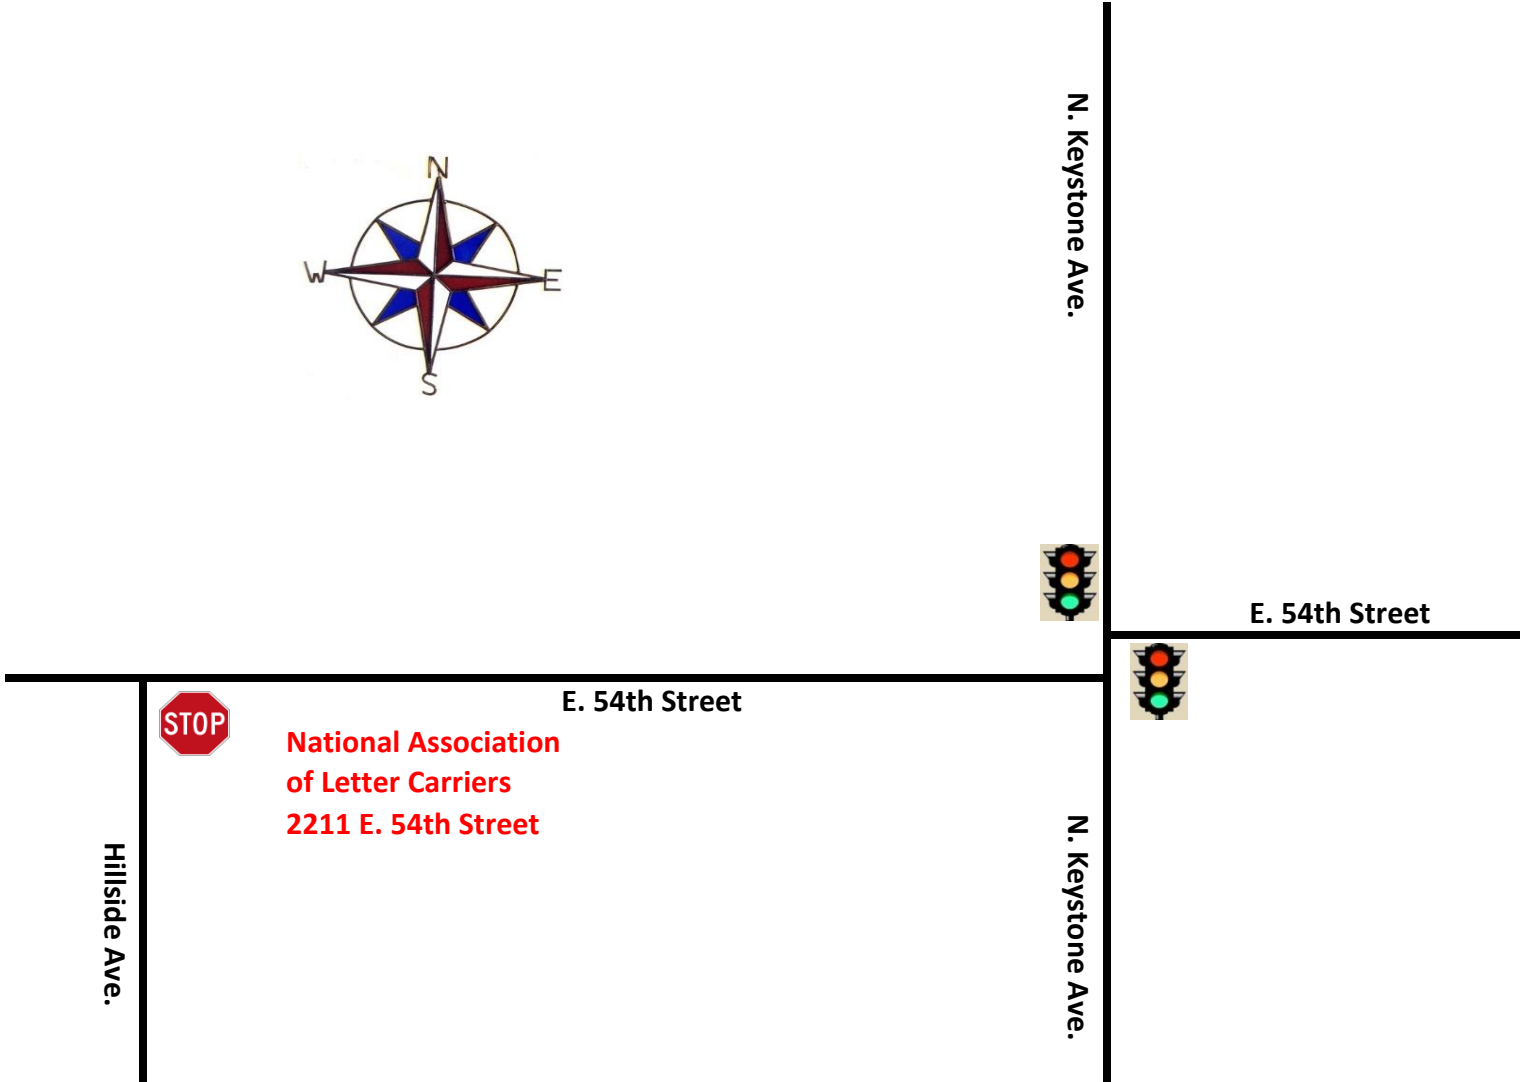 N. Keystone Ave.
N
W
E
S
E. 54th Street
STOP
E. 54th Street
National Association
of Letter Carriers
2211 E. 54th Street
Hillside Ave.
N. Keystone Ave.